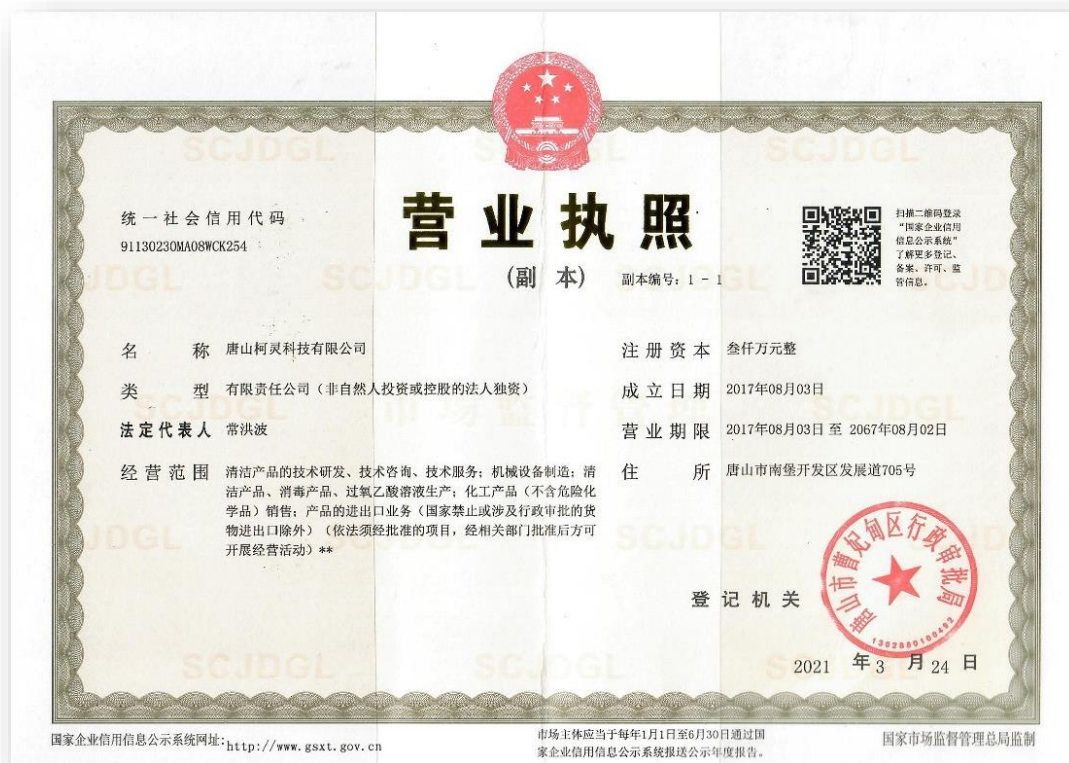 营业执照
(副 本)
副本编号：1 - 1
统一社会信用代码
91130230MA08WCK254
扫描二维码登录
“国家企业信用
信息公示系统”
了解更多登记、
备案、许可、监
管信息。
名 称 唐山柯灵科技有限公司
类 型 有限责任公司（非自然人投资或控股的法人独资）
法定代表人 常洪波
经营范围 清洁产品的技术研发、技术咨询、技术服务；机械设备制造；清
洁产品、消毒产品、过氧乙酸溶液生产；化工产品（不含危险化
学品）销售；产品的进出口业务（国家禁止或涉及行政审批的货
物进出口除外）（依法须经批准的项目，经相关部门批准后方可
开展经营活动）**
注册资本 叁仟万元整
成立日期 2017年08月03日
营业期限 2017年08月03日 至 2067年08月02日
住 所 唐山市南堡开发区发展道705号
登记机关
唐山市曹妃甸区行政审批局
2021 年 3 月 24 日
国家企业信用信息公示系统网址：http://www.gsxt.gov.cn
市场主体应当于每年1月1日至6月30日通过国
家企业信用信息公示系统报送公示年度报告。
国家市场监督管理总局监制
SCJDGL
市场监督管理